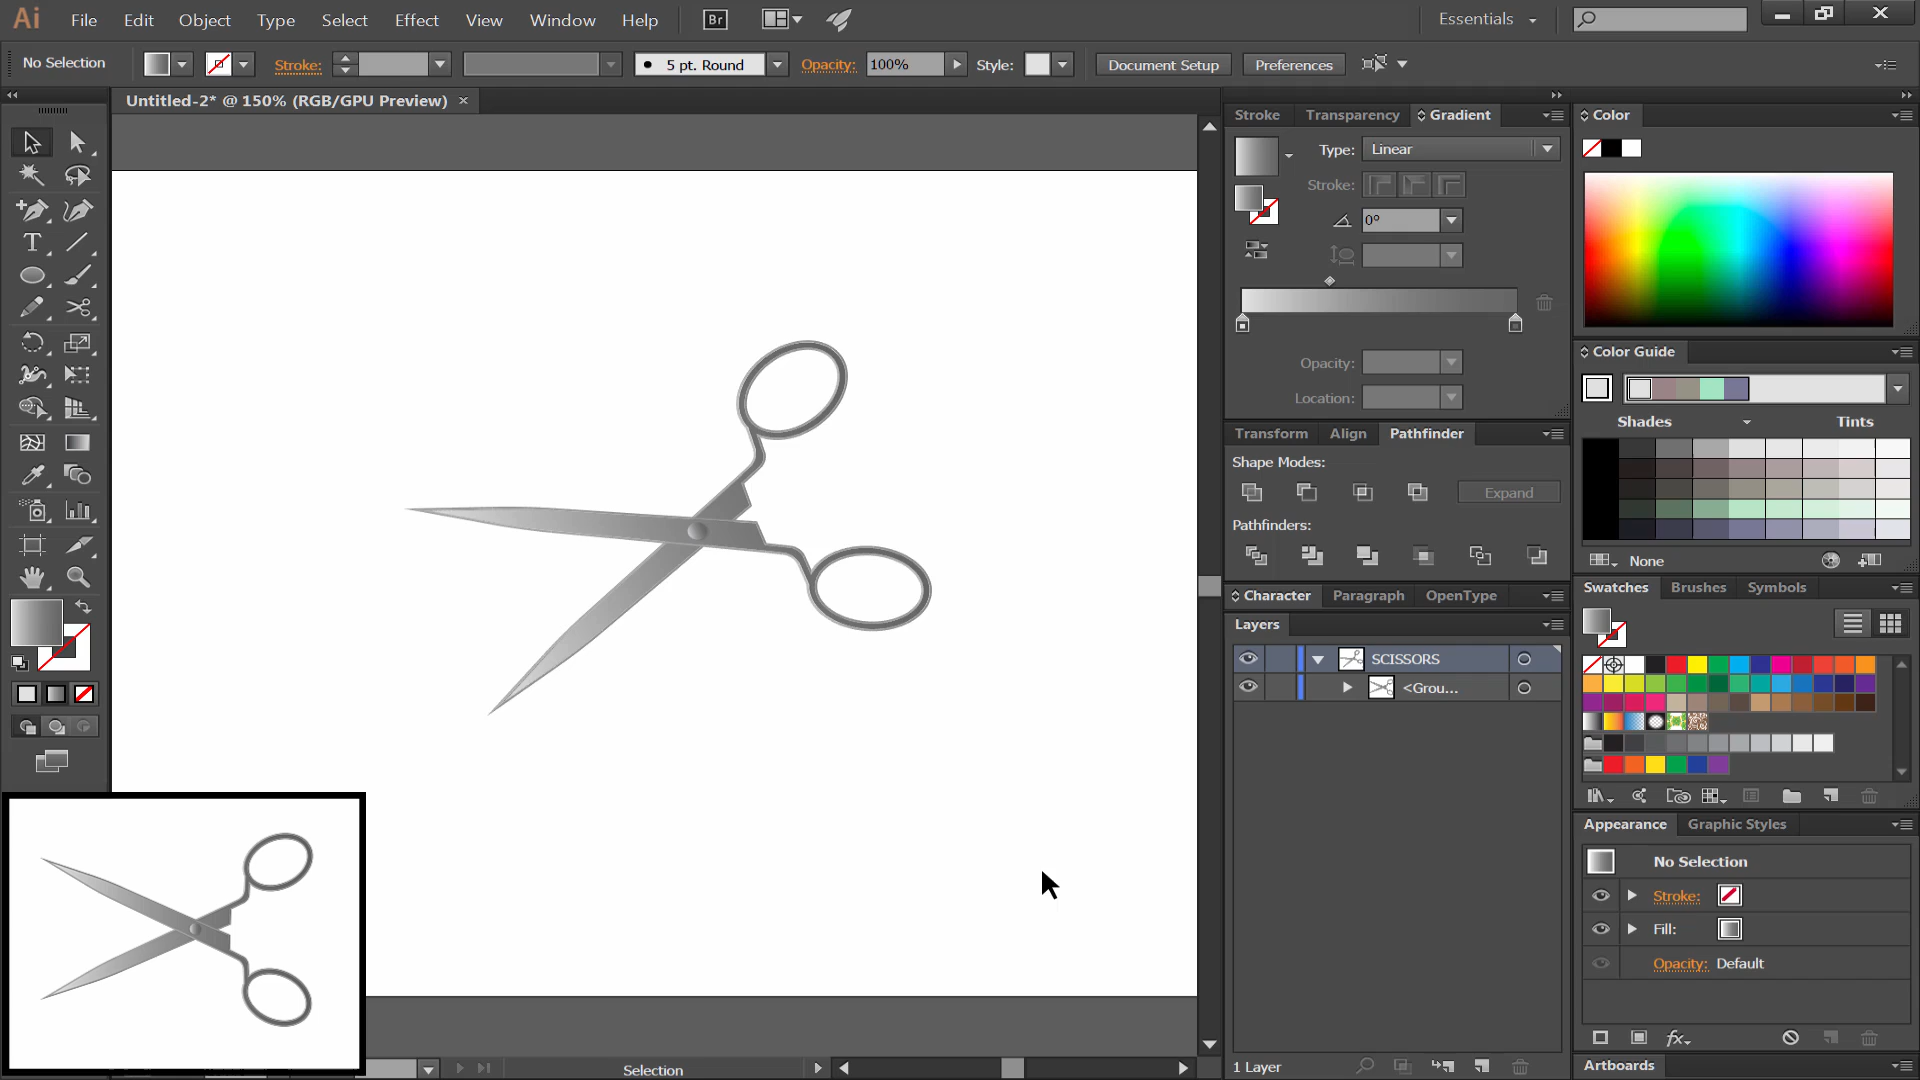 Ai File Edit Object Type Select Effect View Window Help Br Essentials
No Selection Stroke: 5 pt. Round Opacity: 100% Style: Document Setup Preferences
Untitled-2* @ 150% (RGB/GPU Preview) ×
Stroke Transparency Gradient
Type: Linear
Stroke:
0°
Opacity:
Location:
Transform Align Pathfinder
Shape Modes:
Expand
Pathfinders:
Character Paragraph OpenType
Layers
SCISSORS
<Grou...
1 Layer
Color
Color Guide
Shades Tints
None
Swatches Brushes Symbols
Appearance Graphic Styles
No Selection
Stroke:
Fill:
Opacity: Default
fx
Artboards
Selection